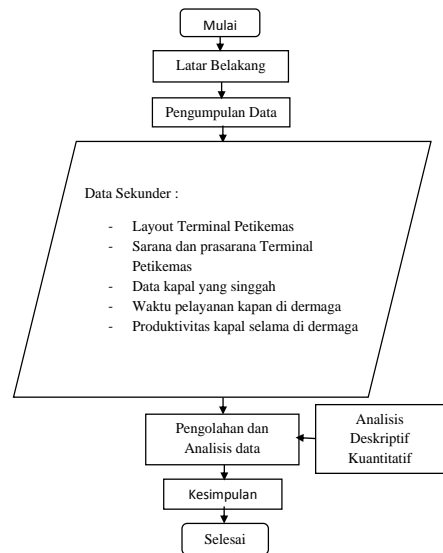 Mulai
Latar Belakang
Pengumpulan Data
Data Sekunder :
- Layout Terminal Petikemas
- Sarana dan prasarana Terminal
Petikemas
- Data kapal yang singgah
- Waktu pelayanan kapan di dermaga
- Produktivitas kapal selama di dermaga
Pengolahan dan
Analisis data
Analisis
Deskriptif
Kuantitatif
Kesimpulan
Selesai